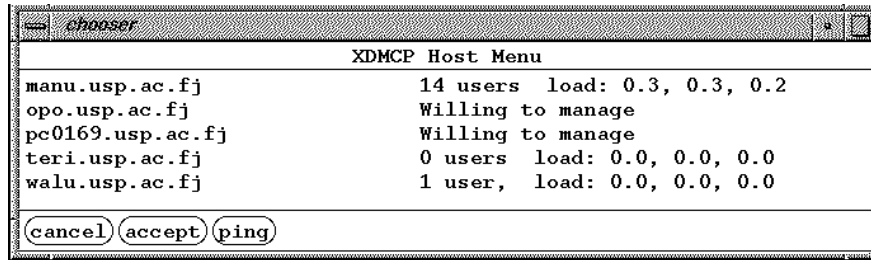 chooser
XDMCP Host Menu
manu.usp.ac.fj 14 users load: 0.3, 0.3, 0.2
opo.usp.ac.fj Willing to manage
pc0169.usp.ac.fj Willing to manage
teri.usp.ac.fj 0 users load: 0.0, 0.0, 0.0
walu.usp.ac.fj 1 user, load: 0.0, 0.0, 0.0
cancel accept ping